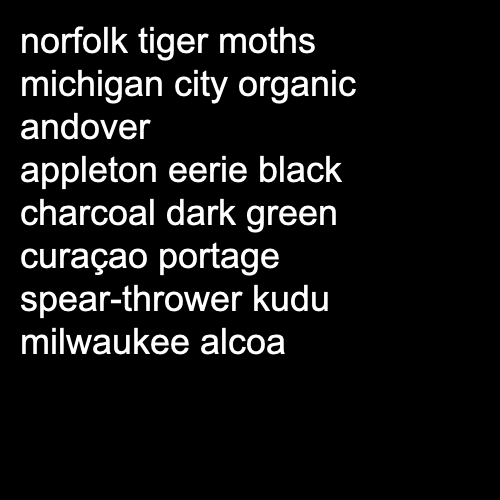 norfolk tiger moths
michigan city organic
andover
appleton eerie black
charcoal dark green
curaçao portage
spear-thrower kudu
milwaukee alcoa